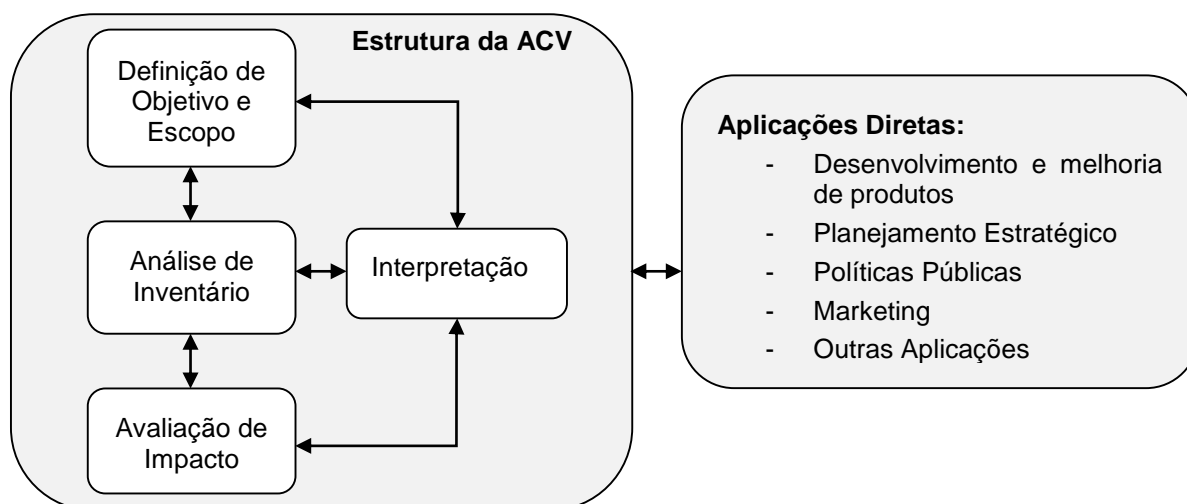 Estrutura da ACV
Definição de
Objetivo e
Escopo
Análise de
Inventário
Interpretação
Avaliação de
Impacto
Aplicações Diretas:
- Desenvolvimento e melhoria
de produtos
- Planejamento Estratégico
- Políticas Públicas
- Marketing
- Outras Aplicações